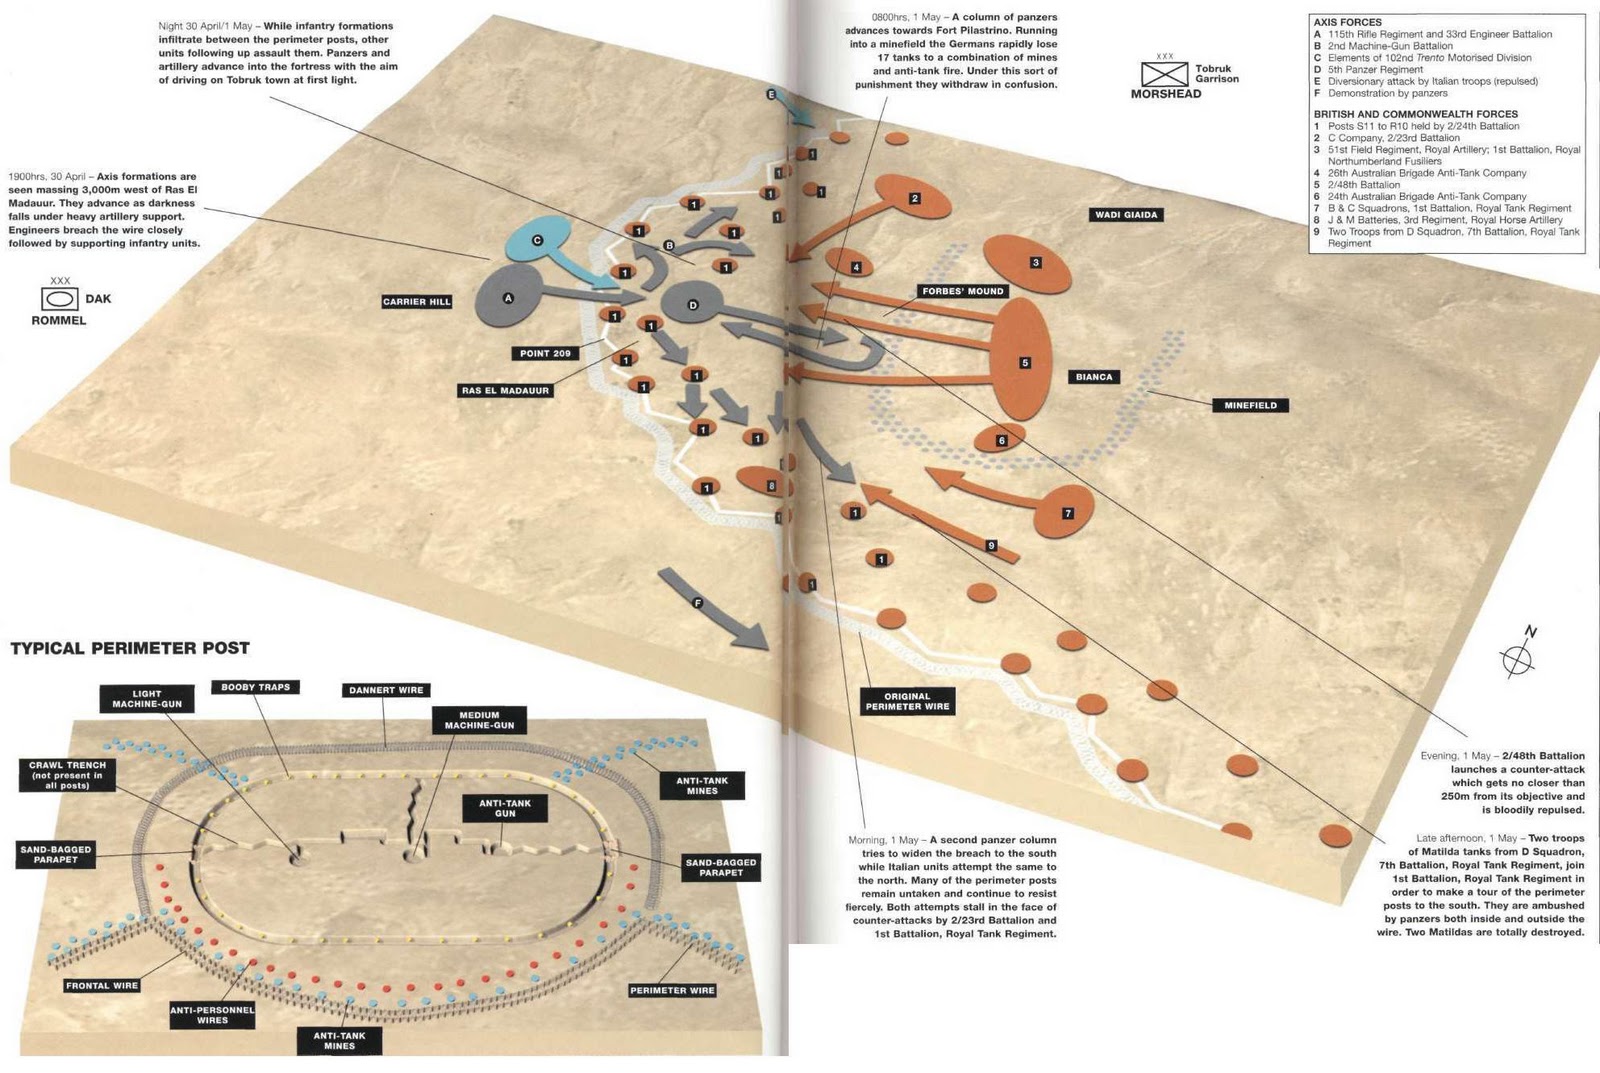 Night 30 April/1 May – While infantry formations
infiltrate between the perimeter posts, other
units following up assault them. Panzers and
artillery advance into the fortress with the aim
of driving on Tobruk town at first light.
0800hrs, 1 May – A column of panzers
advances towards Fort Pilastrino. Running
into a minefield the Germans rapidly lose
17 tanks to a combination of mines
and anti-tank fire. Under this sort of
punishment they withdraw in confusion.
XXX
Tobruk
Garrison
MORSHEAD
AXIS FORCES
A 115th Rifle Regiment and 33rd Engineer Battalion
B 2nd Machine-Gun Battalion
C Elements of 102nd Trento Motorised Division
D 5th Panzer Regiment
E Diversionary attack by Italian troops (repulsed)
F Demonstration by panzers
BRITISH AND COMMONWEALTH FORCES
1 Posts S11 to R10 held by 2/24th Battalion
2 C Company, 2/23rd Battalion
3 51st Field Regiment, Royal Artillery; 1st Battalion, Royal
Northumberland Fusiliers
4 26th Australian Brigade Anti-Tank Company
5 2/48th Battalion
6 24th Australian Brigade Anti-Tank Company
7 B & C Squadrons, 1st Battalion, Royal Tank Regiment
8 J & M Batteries, 3rd Regiment, Royal Horse Artillery
9 Two Troops from D Squadron, 7th Battalion, Royal Tank
Regiment
1900hrs, 30 April – Axis formations are
seen massing 3,000m west of Ras El
Madauur. They advance as darkness
falls under heavy artillery support.
Engineers breach the wire closely
followed by supporting infantry units.
XXX
DAK
ROMMEL
E
1
1
1
1
1
1
2
WADI GIAIDA
1
B
1
C
1
1
4
3
CARRIER HILL
A
D
FORBES' MOUND
1
1
POINT 209
1
5
RAS EL MADAUUR
1
1
BIANCA
MINEFIELD
1
1
6
1
8
1
1
7
9
1
1
F
N
ORIGINAL
PERIMETER WIRE
TYPICAL PERIMETER POST
LIGHT
MACHINE-GUN
BOOBY TRAPS
DANNERT WIRE
MEDIUM
MACHINE-GUN
CRAWL TRENCH
(not present in
all posts)
ANTI-TANK
MINES
ANTI-TANK
GUN
SAND-BAGGED
PARAPET
SAND-BAGGED
PARAPET
FRONTAL WIRE
PERIMETER WIRE
ANTI-PERSONNEL
WIRES
ANTI-TANK
MINES
Morning, 1 May – A second panzer column
tries to widen the breach to the south
while Italian units attempt the same to
the north. Many of the perimeter posts
remain untaken and continue to resist
fiercely. Both attempts stall in the face of
counter-attacks by 2/23rd Battalion and
1st Battalion, Royal Tank Regiment.
Evening, 1 May – 2/48th Battalion
launches a counter-attack
which gets no closer than
250m from its objective and
is bloodily repulsed.
Late afternoon, 1 May – Two troops
of Matilda tanks from D Squadron,
7th Battalion, Royal Tank Regiment, join
1st Battalion, Royal Tank Regiment in
order to make a tour of the perimeter
posts to the south. They are ambushed
by panzers both inside and outside the
wire. Two Matildas are totally destroyed.